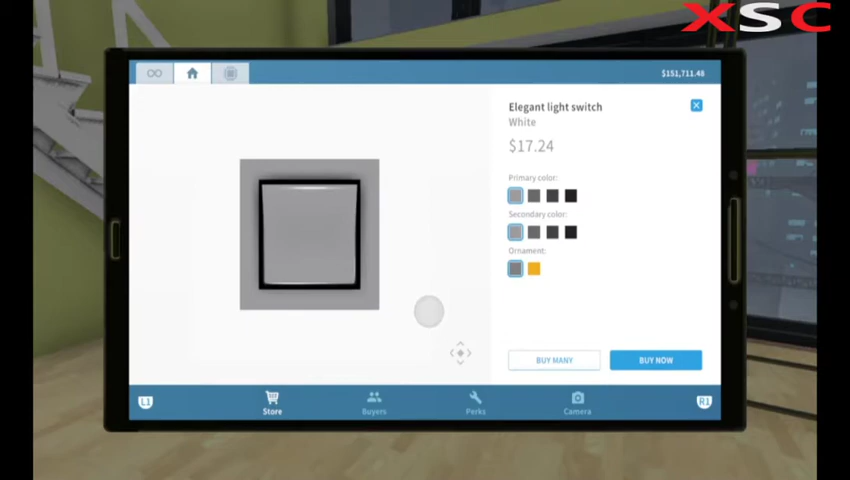 XSC
$151,711.48
Elegant light switch
White
$17.24
Primary color:
Secondary color:
Ornament:
BUY MANY
BUY NOW
L1
Store
Buyers
Perks
Camera
R1